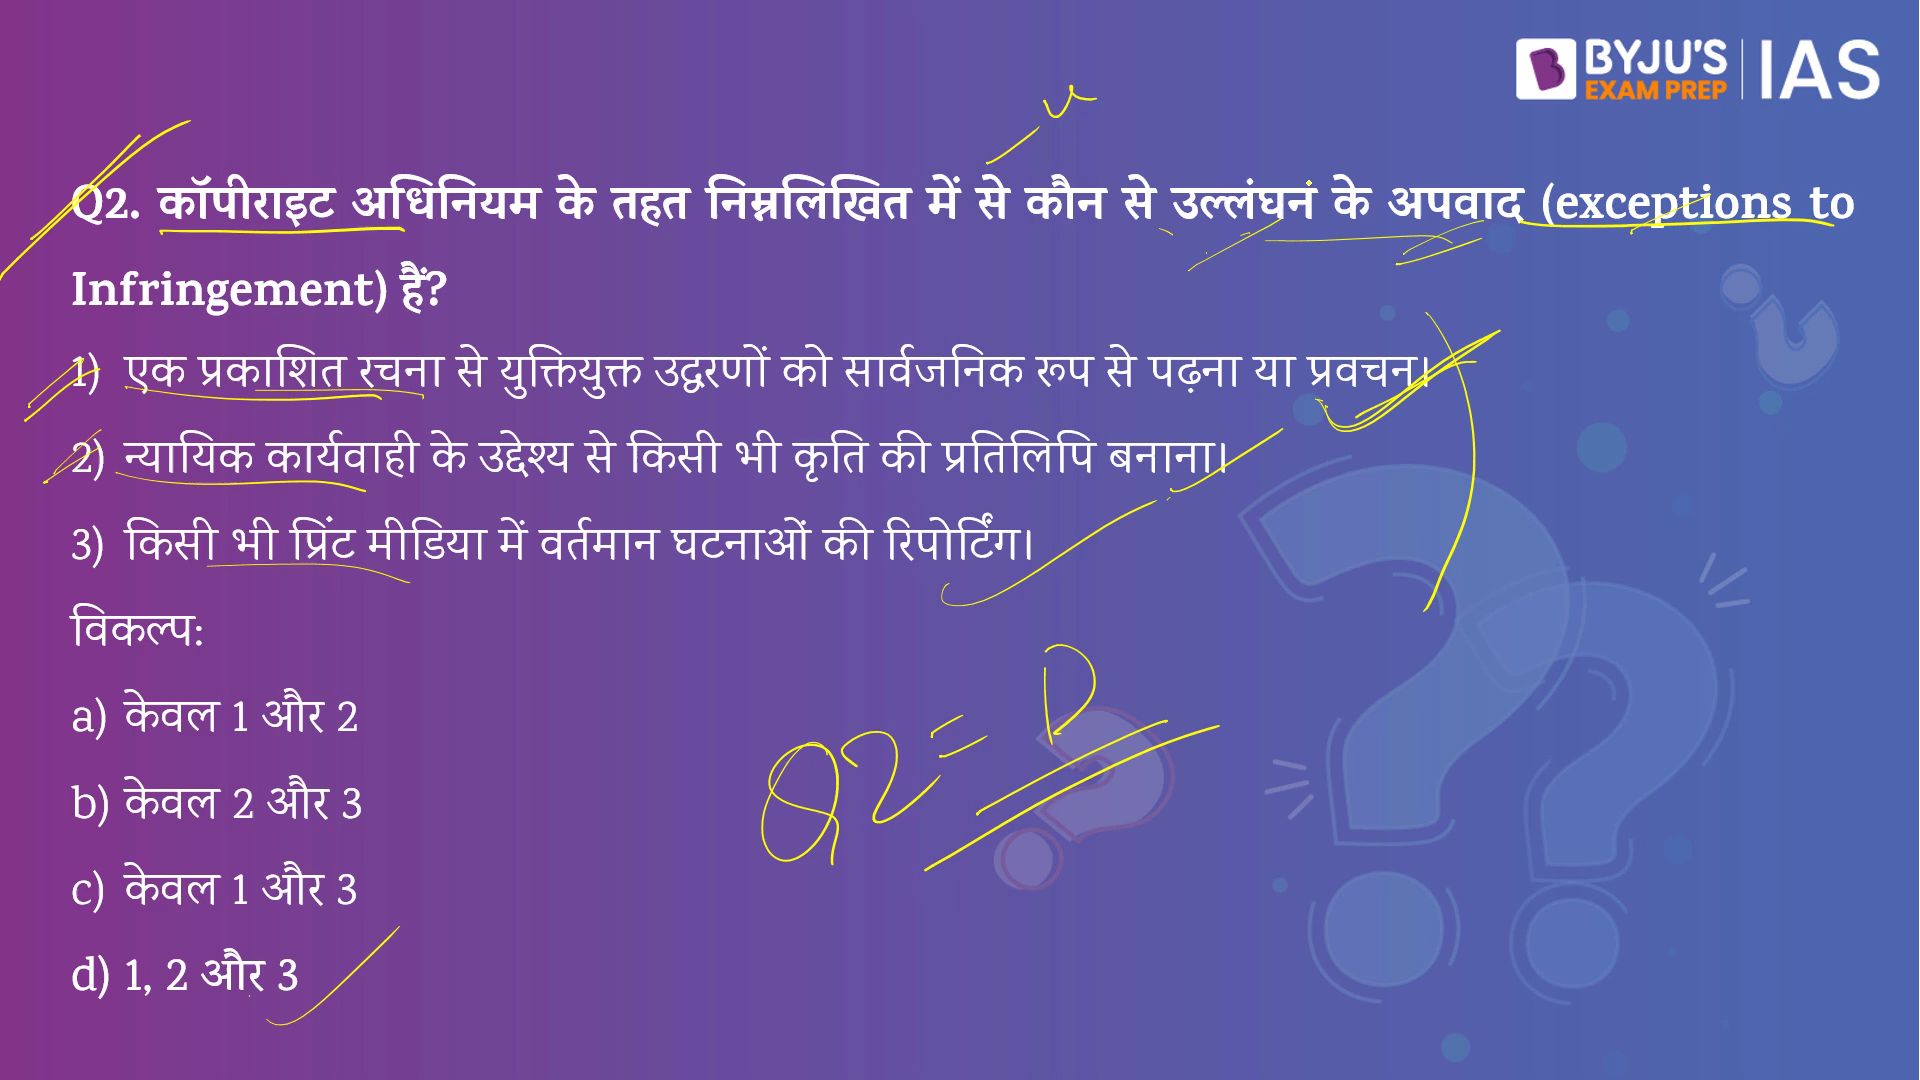 BYJU'S
EXAM PREP
IAS
Q2. कॉपीराइट अधिनियम के तहत निम्नलिखित में से कौन से उल्लंघन के अपवाद (exceptions to
Infringement) हैं?
1) एक प्रकाशित रचना से युक्तियुक्त उद्धरणों को सार्वजनिक रूप से पढ़ना या प्रवचन।
2) न्यायिक कार्यवाही के उद्देश्य से किसी भी कृति की प्रतिलिपि बनाना।
3) किसी भी प्रिंट मीडिया में वर्तमान घटनाओं की रिपोर्टिंग।
विकल्प:
a) केवल 1 और 2
b) केवल 2 और 3
c) केवल 1 और 3
d) 1, 2 और 3
Q2 = D